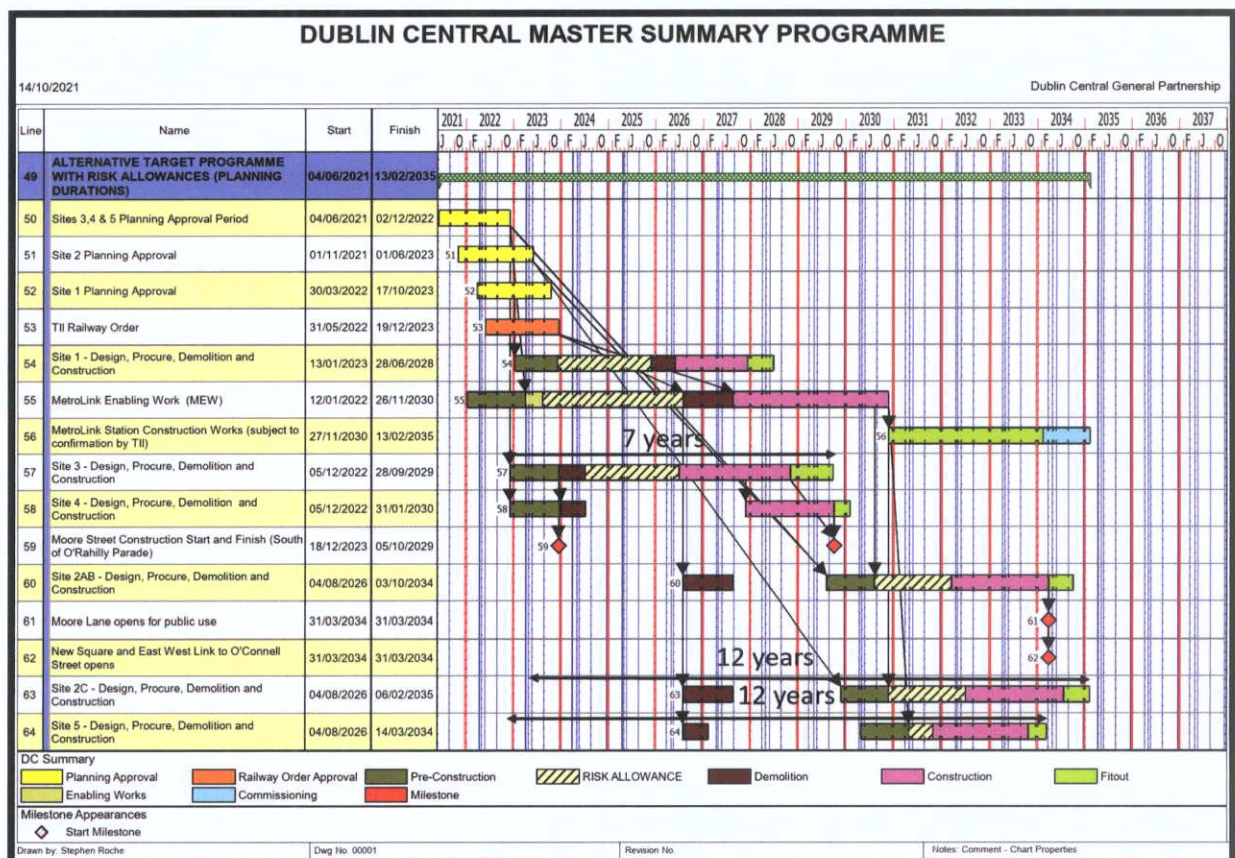 DUBLIN CENTRAL MASTER SUMMARY PROGRAMME
14/10/2021 Dublin Central General Partnership
Line Name Start Finish 2021 2022 2023 2024 2025 2026 2027 2028 2029 2030 2031 2032 2033 2034 2035 2036 2037
J O F J O F J O F J O F J O F J O F J O F J O F J O F J O F J O F J O F J O F J O F J O F J O F J O
49 ALTERNATIVE TARGET PROGRAMME
WITH RISK ALLOWANCES (PLANNING
DURATIONS) 04/06/2021 13/02/2035
50 Sites 3,4 & 5 Planning Approval Period 04/06/2021 02/12/2022
51 Site 2 Planning Approval 01/11/2021 01/06/2023 51
52 Site 1 Planning Approval 30/03/2022 17/10/2023 52
53 TII Railway Order 31/05/2022 19/12/2023 53
54 Site 1 - Design, Procure, Demolition and
Construction 13/01/2023 28/06/2028 54
55 MetroLink Enabling Work (MEW) 12/01/2022 26/11/2030 55
56 MetroLink Station Construction Works (subject to
confirmation by TII) 27/11/2030 13/02/2035 56
7 years
57 Site 3 - Design, Procure, Demolition and
Construction 05/12/2022 28/09/2029 57
58 Site 4 - Design, Procure, Demolition and
Construction 05/12/2022 31/01/2030 58
59 Moore Street Construction Start and Finish (South
of O'Rahilly Parade) 18/12/2023 05/10/2029 59
60 Site 2AB - Design, Procure, Demolition and
Construction 04/08/2026 03/10/2034 60
61 Moore Lane opens for public use 31/03/2034 31/03/2034 61
62 New Square and East West Link to O'Connell
Street opens 31/03/2034 31/03/2034 62
12 years
63 Site 2C - Design, Procure, Demolition and
Construction 04/08/2026 06/02/2035 63
12 years
64 Site 5 - Design, Procure, Demolition and
Construction 04/08/2026 14/03/2034 64
DC Summary
Planning Approval Railway Order Approval Pre-Construction RISK ALLOWANCE Demolition Construction Fitout
Enabling Works Commissioning Milestone
Milestone Appearances
Start Milestone
Drawn by: Stephen Roche Dwg No. 00001 Revision No. Notes: Comment - Chart Properties